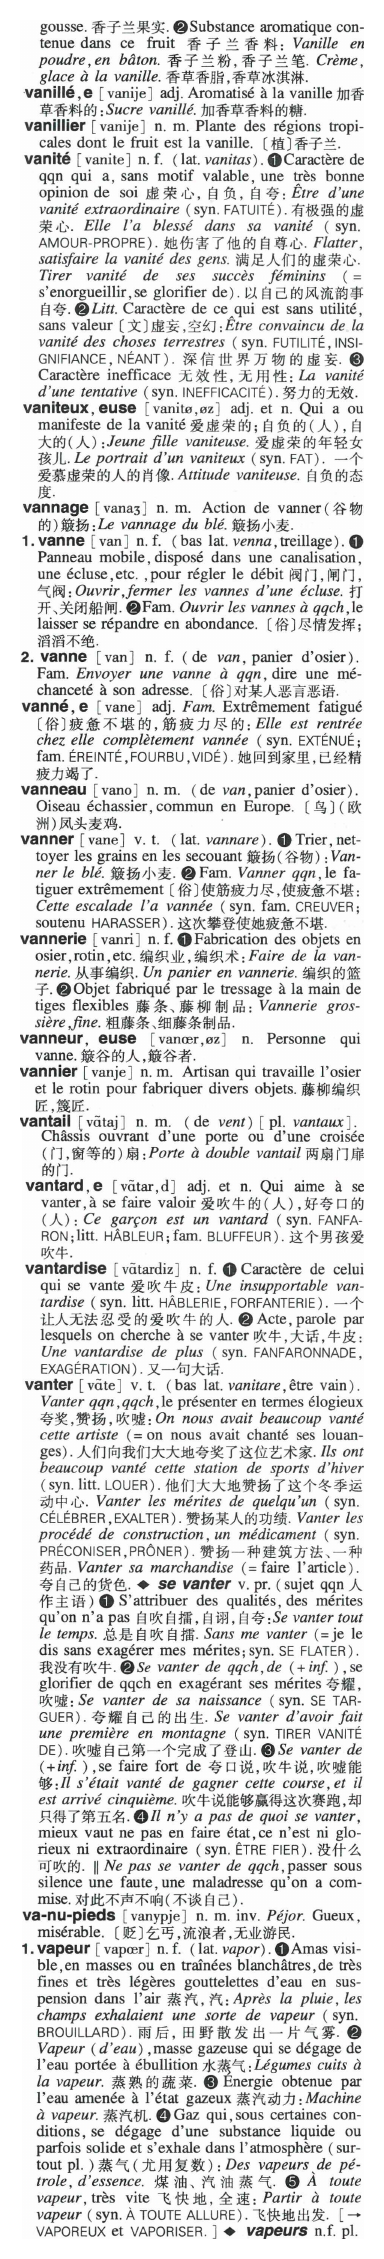 gousse. 香子兰果实. ❷Substance aromatique con-
tenue dans ce fruit 香子兰香料: Vanille en
poudre, en bâton. 香子兰粉,香子兰笔. Crème,
glace à la vanille. 香草香脂,香草冰淇淋.
vanillé, e [vanije] adj. Aromatisé à la vanille 加香
草香料的:Sucre vanillé. 加香草香料的糖.
vanillier [vanije] n. m. Plante des régions tropi-
cales dont le fruit est la vanille. [植]香子兰.
vanité [vanite] n. f. (lat. vanitas). ❶Caractère de
qqn qui a, sans motif valable, une très bonne
opinion de soi 虚荣心,自负,自夸: Être d'une
vanité extraordinaire (syn. FATUITÉ). 有极强的虚
荣心. Elle l'a blessé dans sa vanité (syn.
AMOUR-PROPRE). 她伤害了他的自尊心. Flatter,
satisfaire la vanité des gens. 满足人们的虚荣心.
Tirer vanité de ses succès féminins (=
s'enorgueillir, se glorifier de). 以自己的风流韵事
自夸. ❷Litt. Caractère de ce qui est sans utilité,
sans valeur〔文〕虚妄,空幻:Être convaincu de la
vanité des choses terrestres (syn. FUTILITÉ, INSI-
GNIFIANCE, NÉANT). 深信世界万物的虚妄. ❸
Caractère inefficace 无效性,无用性: La vanité
d'une tentative (syn. INEFFICACITÉ). 努力的无效.
vaniteux, euse [vanitø,øz] adj. et n. Qui a ou
manifeste de la vanité 爱虚荣的;自负的(人),自
大的(人):Jeune fille vaniteuse. 爱虚荣的年轻女
孩儿. Le portrait d'un vaniteux (syn. FAT). 一个
爱慕虚荣的人的肖像. Attitude vaniteuse. 自负的态
度.
vannage [vanaʒ] n. m. Action de vanner (谷物
的)簸扬:Le vannage du blé. 簸扬小麦.
1. vanne [van] n. f. (bas lat. venna, treillage). ❶
Panneau mobile, disposé dans une canalisation,
une écluse, etc., pour régler le débit 阀门,闸门,
气阀:Ouvrir, fermer les vannes d'une écluse. 打
开、关闭船闸. ❷Fam. Ouvrir les vannes à qqch, le
laisser se répandre en abondance. 〔俗〕尽情发挥;
滔滔不绝.
2. vanne [van] n. f. (de van, panier d'osier).
Fam. Envoyer une vanne à qqn, dire une mé-
chanceté à son adresse. 〔俗〕对某人恶言恶语.
vanné, e [vane] adj. Fam. Extrêmement fatigué
〔俗〕疲惫不堪的,筋疲力尽的: Elle est rentrée
chez elle complètement vannée (syn. EXTÉNUÉ;
fam. ÉREINTÉ, FOURBU, VIDÉ). 她回到家里,已经精
疲力竭了.
vanneau [vano] n. m. (de van, panier d'osier).
Oiseau échassier, commun en Europe. 〔鸟〕(欧
洲)凤头麦鸡.
vanner [vane] v. t. (lat. vannare). ❶ Trier, net-
toyer les grains en les secouant 簸扬(谷物):Van-
ner le blé. 簸扬小麦. ❷ Fam. Vanner qqn, le fa-
tiguer extrêmement〔俗〕使筋疲力尽,使疲惫不堪:
Cette escalade l'a vannée (syn. fam. CREUVER;
soutenu HARASSER). 这次攀登使她疲惫不堪.
vannerie [vanri] n. f. ❶Fabrication des objets en
osier, rotin, etc. 编织业,编织术: Faire de la van-
nerie. 从事编织. Un panier en vannerie. 编织的篮
子. ❷Objet fabriqué par le tressage à la main de
tiges flexibles 藤条、藤柳制品: Vannerie gros-
sière, fine. 粗藤条、细藤条制品.
vanneur, euse [vanœr,øz] n. Personne qui
vanne. 簸谷的人,簸谷者.
vannier [vanje] n. m. Artisan qui travaille l'osier
et le rotin pour fabriquer divers objets. 藤柳编织
匠,篾匠.
vantail [vɑ̃taj] n. m. (de vent) [pl. vantaux].
Châssis ouvrant d'une porte ou d'une croisée
(门,窗等的)扇:Porte à double vantail 两扇门扉
的门.
vantard, e [vɑ̃tar,d] adj. et n. Qui aime à se
vanter, à se faire valoir 爱吹牛的(人),好夸口的
(人): Ce garçon est un vantard (syn. FANFA-
RON; litt. HÂBLEUR; fam. BLUFFEUR). 这个男孩爱
吹牛.
vantardise [vɑ̃tardiz] n. f. ❶ Caractère de celui
qui se vante 爱吹牛皮: Une insupportable van-
tardise (syn. litt. HÂBLERIE, FORFANTERIE). 一个
让人无法忍受的爱吹牛的人. ❷ Acte, parole par
lesquels on cherche à se vanter 吹牛,大话,牛皮:
Une vantardise de plus (syn. FANFARONNADE,
EXAGÉRATION). 又一句大话.
vanter [vɑ̃te] v. t. (bas lat. vanitare, être vain).
Vanter qqn, qqch, le présenter en termes élogieux
夸奖,赞扬,吹嘘: On nous avait beaucoup vanté
cette artiste (= on nous avait chanté ses louan-
ges). 人们向我们大大地夸奖了这位艺术家. Ils ont
beaucoup vanté cette station de sports d'hiver
(syn. litt. LOUER). 他们大大地赞扬了这个冬季运
动中心. Vanter les mérites de quelqu'un (syn.
CÉLÉBRER, EXALTER). 赞扬某人的功绩. Vanter les
procédé de construction, un médicament (syn.
PRÉCONISER, PRÔNER). 赞扬一种建筑方法、一种
药品. Vanter sa marchandise (= faire l'article).
夸自己的货色. ◆ se vanter v. pr. (sujet qqn 人
作主语) ❶ S'attribuer des qualités, des mérites
qu'on n'a pas 自吹自擂,自诩,自夸:Se vanter tout
le temps. 总是自吹自擂. Sans me vanter (= je le
dis sans exagérer mes mérites; syn. SE FLATER).
我没有吹牛. ❷Se vanter de qqch, de (+ inf.), se
glorifier de qqch en exagérant ses mérites 夸耀,
吹嘘: Se vanter de sa naissance (syn. SE TAR-
GUER). 夸耀自己的出生. Se vanter d'avoir fait
une première en montagne (syn. TIRER VANITÉ
DE). 吹嘘自己第一个完成了登山. ❸Se vanter de
(+inf.), se faire fort de 夸口说,吹牛说,吹嘘能
够:Il s'était vanté de gagner cette course, et il
est arrivé cinquième. 吹牛说能够赢得这次赛跑,却
只得了第五名. ❹Il n'y a pas de quoi se vanter,
mieux vaut ne pas en faire état, ce n'est ni glo-
rieux ni extraordinaire (syn. ÊTRE FIER). 没什么
可吹的. ‖ Ne pas se vanter de qqch, passer sous
silence une faute, une maladresse qu'on a com-
mise. 对此不声不响(不谈自己).
va-nu-pieds [vanypje] n. m. inv. Péjor. Gueux,
misérable. 〔贬〕乞丐,流浪者,无业游民.
1. vapeur [vapœr] n. f. (lat. vapor). ❶Amas visi-
ble, en masses ou en traînées blanchâtres, de très
fines et très légères gouttelettes d'eau en sus-
pension dans l'air 蒸汽,汽: Après la pluie, les
champs exhalaient une sorte de vapeur (syn.
BROUILLARD). 雨后,田野散发出一片气雾. ❷
Vapeur (d'eau), masse gazeuse qui se dégage de
l'eau portée à ébullition 水蒸气:Légumes cuits à
la vapeur. 蒸熟的蔬菜. ❸ Énergie obtenue par
l'eau amenée à l'état gazeux 蒸汽动力:Machine
à vapeur. 蒸汽机. ❹ Gaz qui, sous certaines con-
ditions, se dégage d'une substance liquide ou
parfois solide et s'exhale dans l'atmosphère (sur-
tout pl.) 蒸气(尤用复数): Des vapeurs de pé-
trole, d'essence. 煤油、汽油蒸气. ❺ À toute
vapeur, très vite 飞快地,全速: Partir à toute
vapeur (syn. À TOUTE ALLURE). 飞快地出发. [→
VAPOREUX et VAPORISER.] ◆ vapeurs n.f. pl.